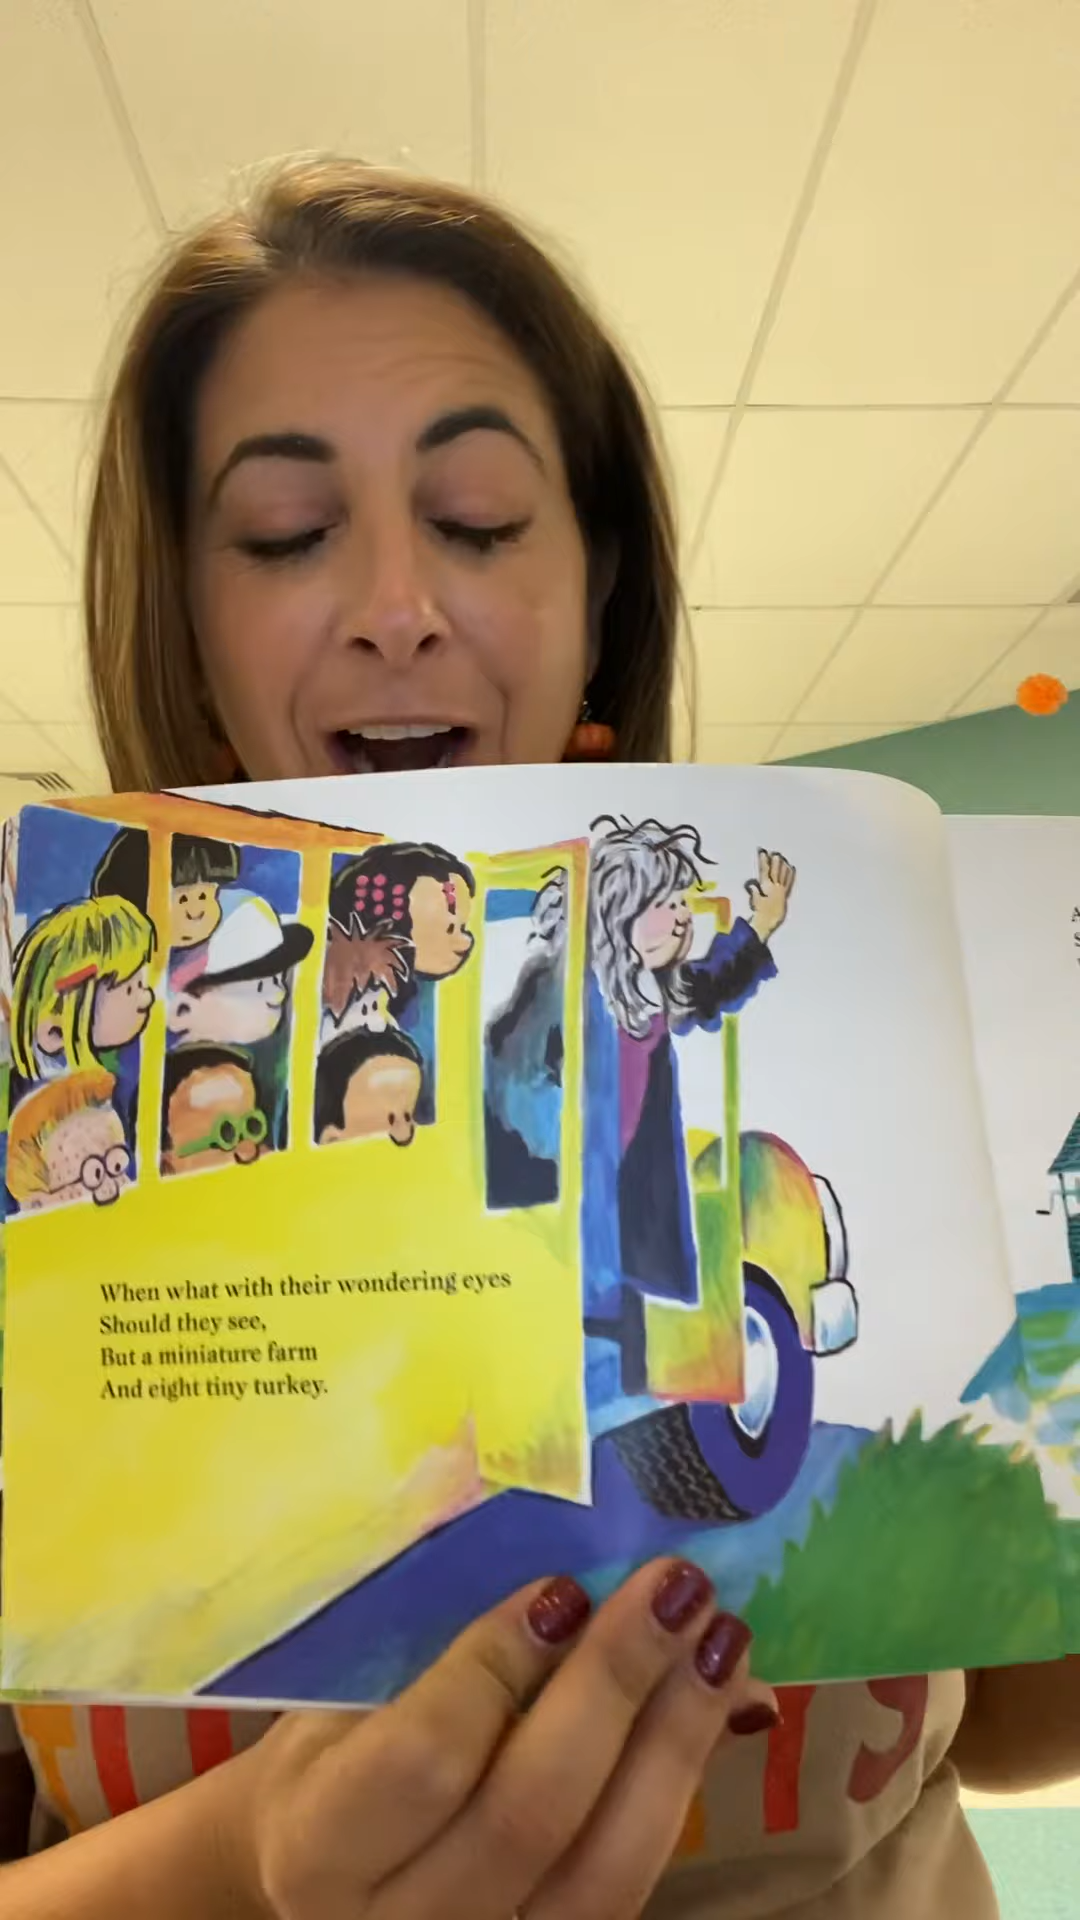 When what with their wondering eyes
Should they see,
But a miniature farm
And eight tiny turkey.